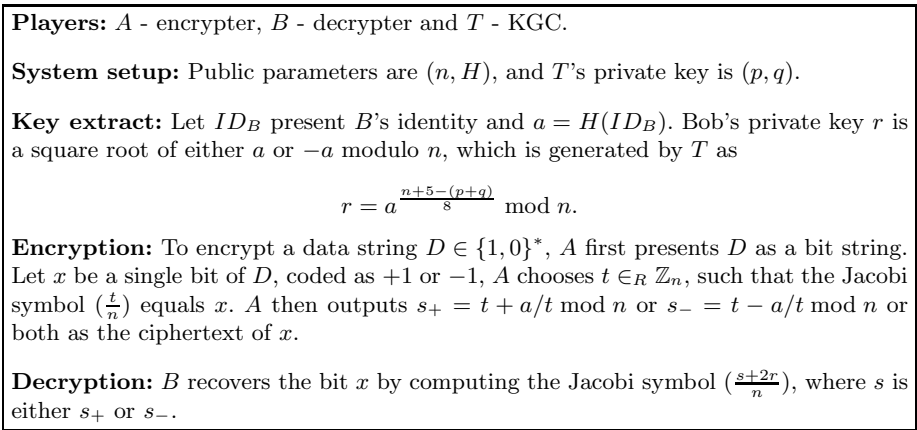 Players: A - encrypter, B - decrypter and T - KGC.
System setup: Public parameters are (n, H), and T's private key is (p, q).
Key extract: Let ID_B present B's identity and a = H(ID_B). Bob's private key r is
a square root of either a or −a modulo n, which is generated by T as
r = a^{\frac{n+5−(p+q)}{8}} mod n.
Encryption: To encrypt a data string D ∈ {1, 0}*, A first presents D as a bit string.
Let x be a single bit of D, coded as +1 or −1, A chooses t ∈_R ℤ_n, such that the Jacobi
symbol (\frac{t}{n}) equals x. A then outputs s_+ = t + a/t mod n or s_− = t − a/t mod n or
both as the ciphertext of x.
Decryption: B recovers the bit x by computing the Jacobi symbol (\frac{s+2r}{n}), where s is
either s_+ or s_−.